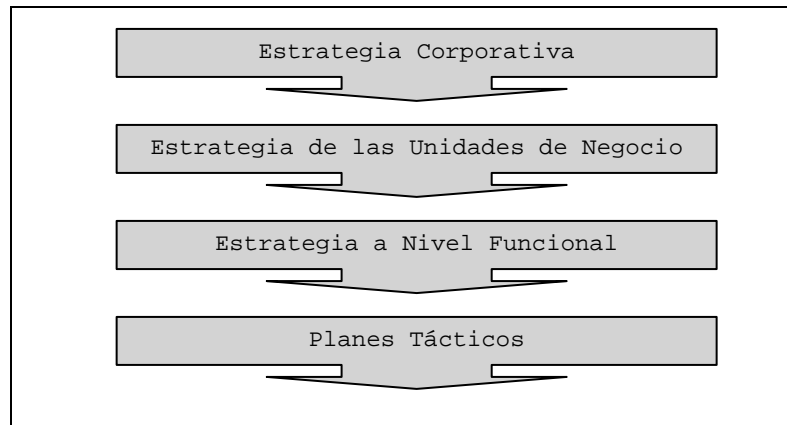 Estrategia Corporativa
Estrategia de las Unidades de Negocio
Estrategia a Nivel Funcional
Planes Tácticos